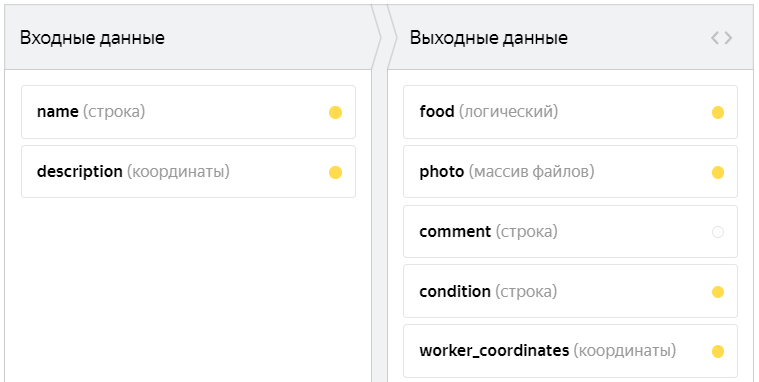 Входные данные
name (строка)
description (координаты)
Выходные данные
food (логический)
photo (массив файлов)
comment (строка)
condition (строка)
worker_coordinates (координаты)